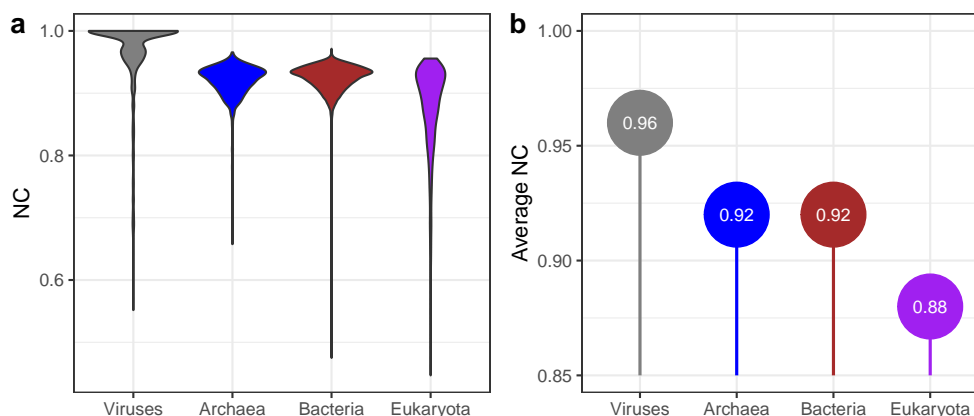 a
NC
1.0
0.8
0.6
Viruses Archaea Bacteria Eukaryota
b
Average NC
1.00
0.95
0.90
0.85
0.96
0.92
0.92
0.88
Viruses Archaea Bacteria Eukaryota